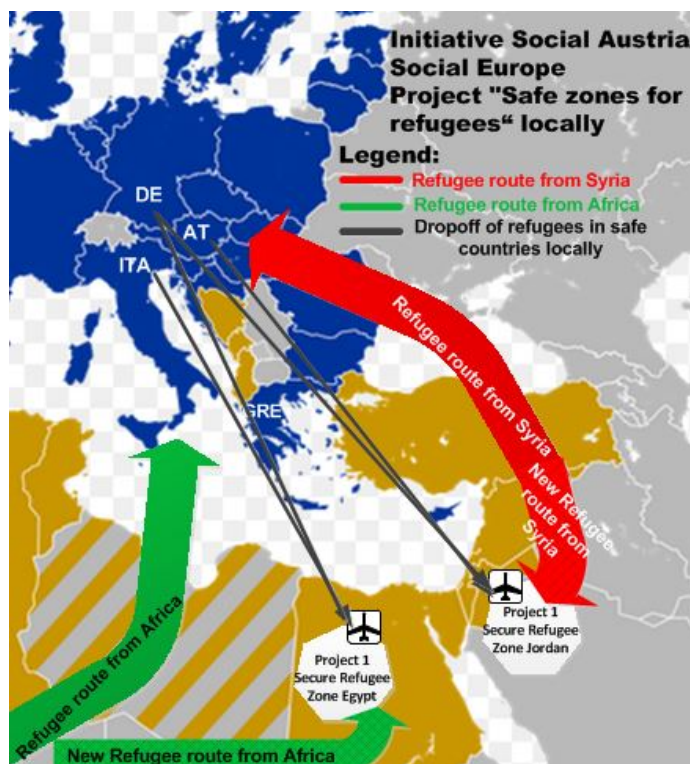 Initiative Social Austria
Social Europe
Project "Safe zones for
refugees“ locally
Legend:
Refugee route from Syria
Refugee route from Africa
Dropoff of refugees in safe
countries locally
DE
AT
ITA
GRE
Refugee route from Syria
New Refugee
route from
Syria
Refugee route from Africa
Project 1
Secure Refugee
Zone Jordan
Project 1
Secure Refugee
Zone Egypt
New Refugee route from Africa